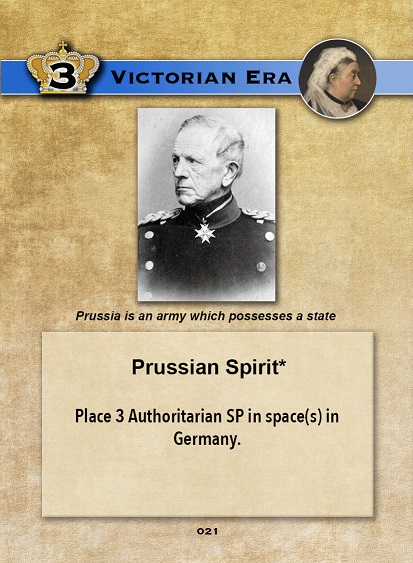 3
VICTORIAN ERA
Prussia is an army which possesses a state
Prussian Spirit*
Place 3 Authoritarian SP in space(s) in
Germany.
021